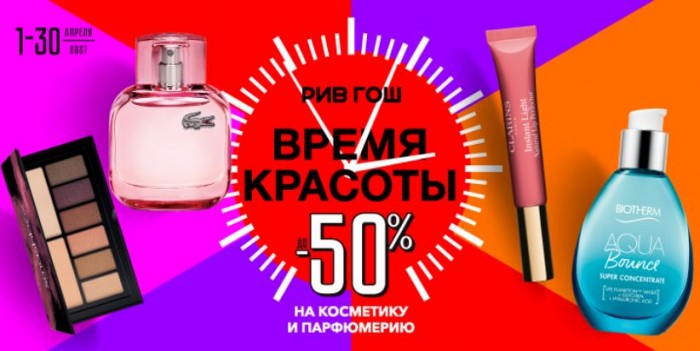 1-30 АПРЕЛЯ
РИВ ГОШ
ВРЕМЯ
КРАСОТЫ
ДО -50%
НА КОСМЕТИКУ
И ПАРФЮМЕРИЮ
CLARINS
Instant Light
BIOTHERM
AQUA
Bounce
SUPER CONCENTRATE